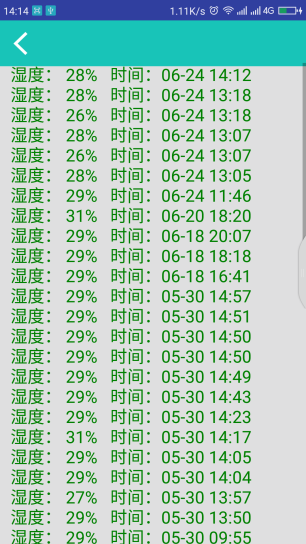 14:14 1.11K/s 4G
湿度： 28% 时间：06-24 14:12
湿度： 28% 时间：06-24 13:18
湿度： 26% 时间：06-24 13:18
湿度： 28% 时间：06-24 13:07
湿度： 26% 时间：06-24 13:07
湿度： 28% 时间：06-24 13:05
湿度： 29% 时间：06-24 11:46
湿度： 31% 时间：06-20 18:20
湿度： 29% 时间：06-18 20:07
湿度： 29% 时间：06-18 18:18
湿度： 29% 时间：06-18 16:41
湿度： 29% 时间：05-30 14:57
湿度： 29% 时间：05-30 14:51
湿度： 29% 时间：05-30 14:50
湿度： 29% 时间：05-30 14:50
湿度： 29% 时间：05-30 14:49
湿度： 29% 时间：05-30 14:43
湿度： 29% 时间：05-30 14:23
湿度： 31% 时间：05-30 14:17
湿度： 29% 时间：05-30 14:05
湿度： 29% 时间：05-30 14:04
湿度： 27% 时间：05-30 13:57
湿度： 29% 时间：05-30 13:50
湿度： 29% 时间：05-30 09:55